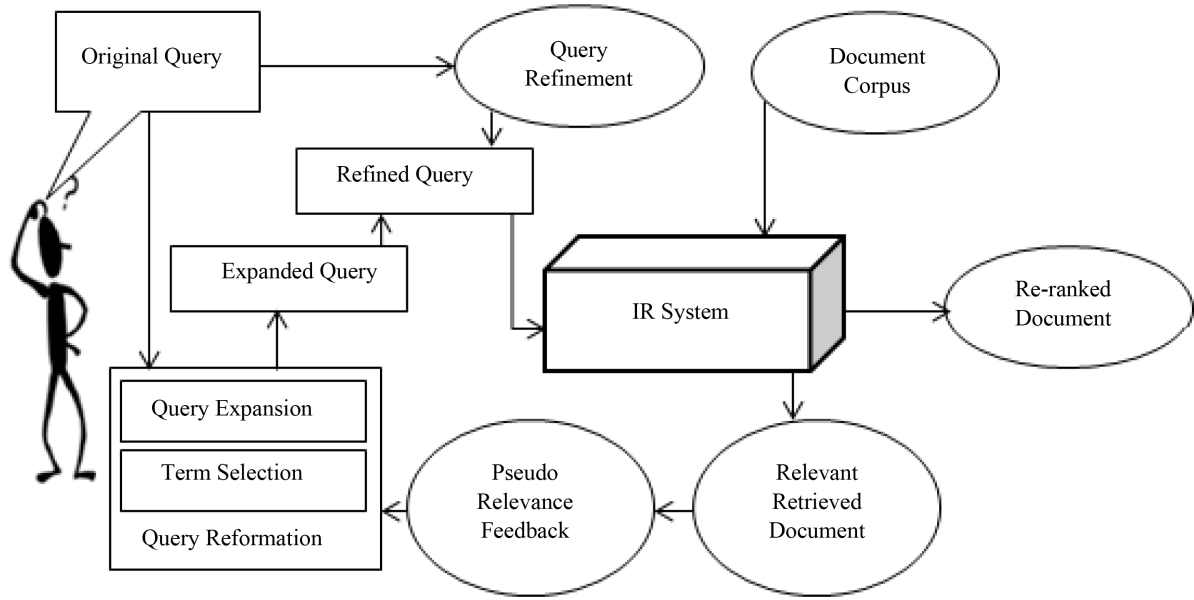 Original Query
Query
Refinement
Document
Corpus
Refined Query
?
Expanded Query
IR System
Re-ranked
Document
Query Expansion
Term Selection
Query Reformation
Pseudo
Relevance
Feedback
Relevant
Retrieved
Document